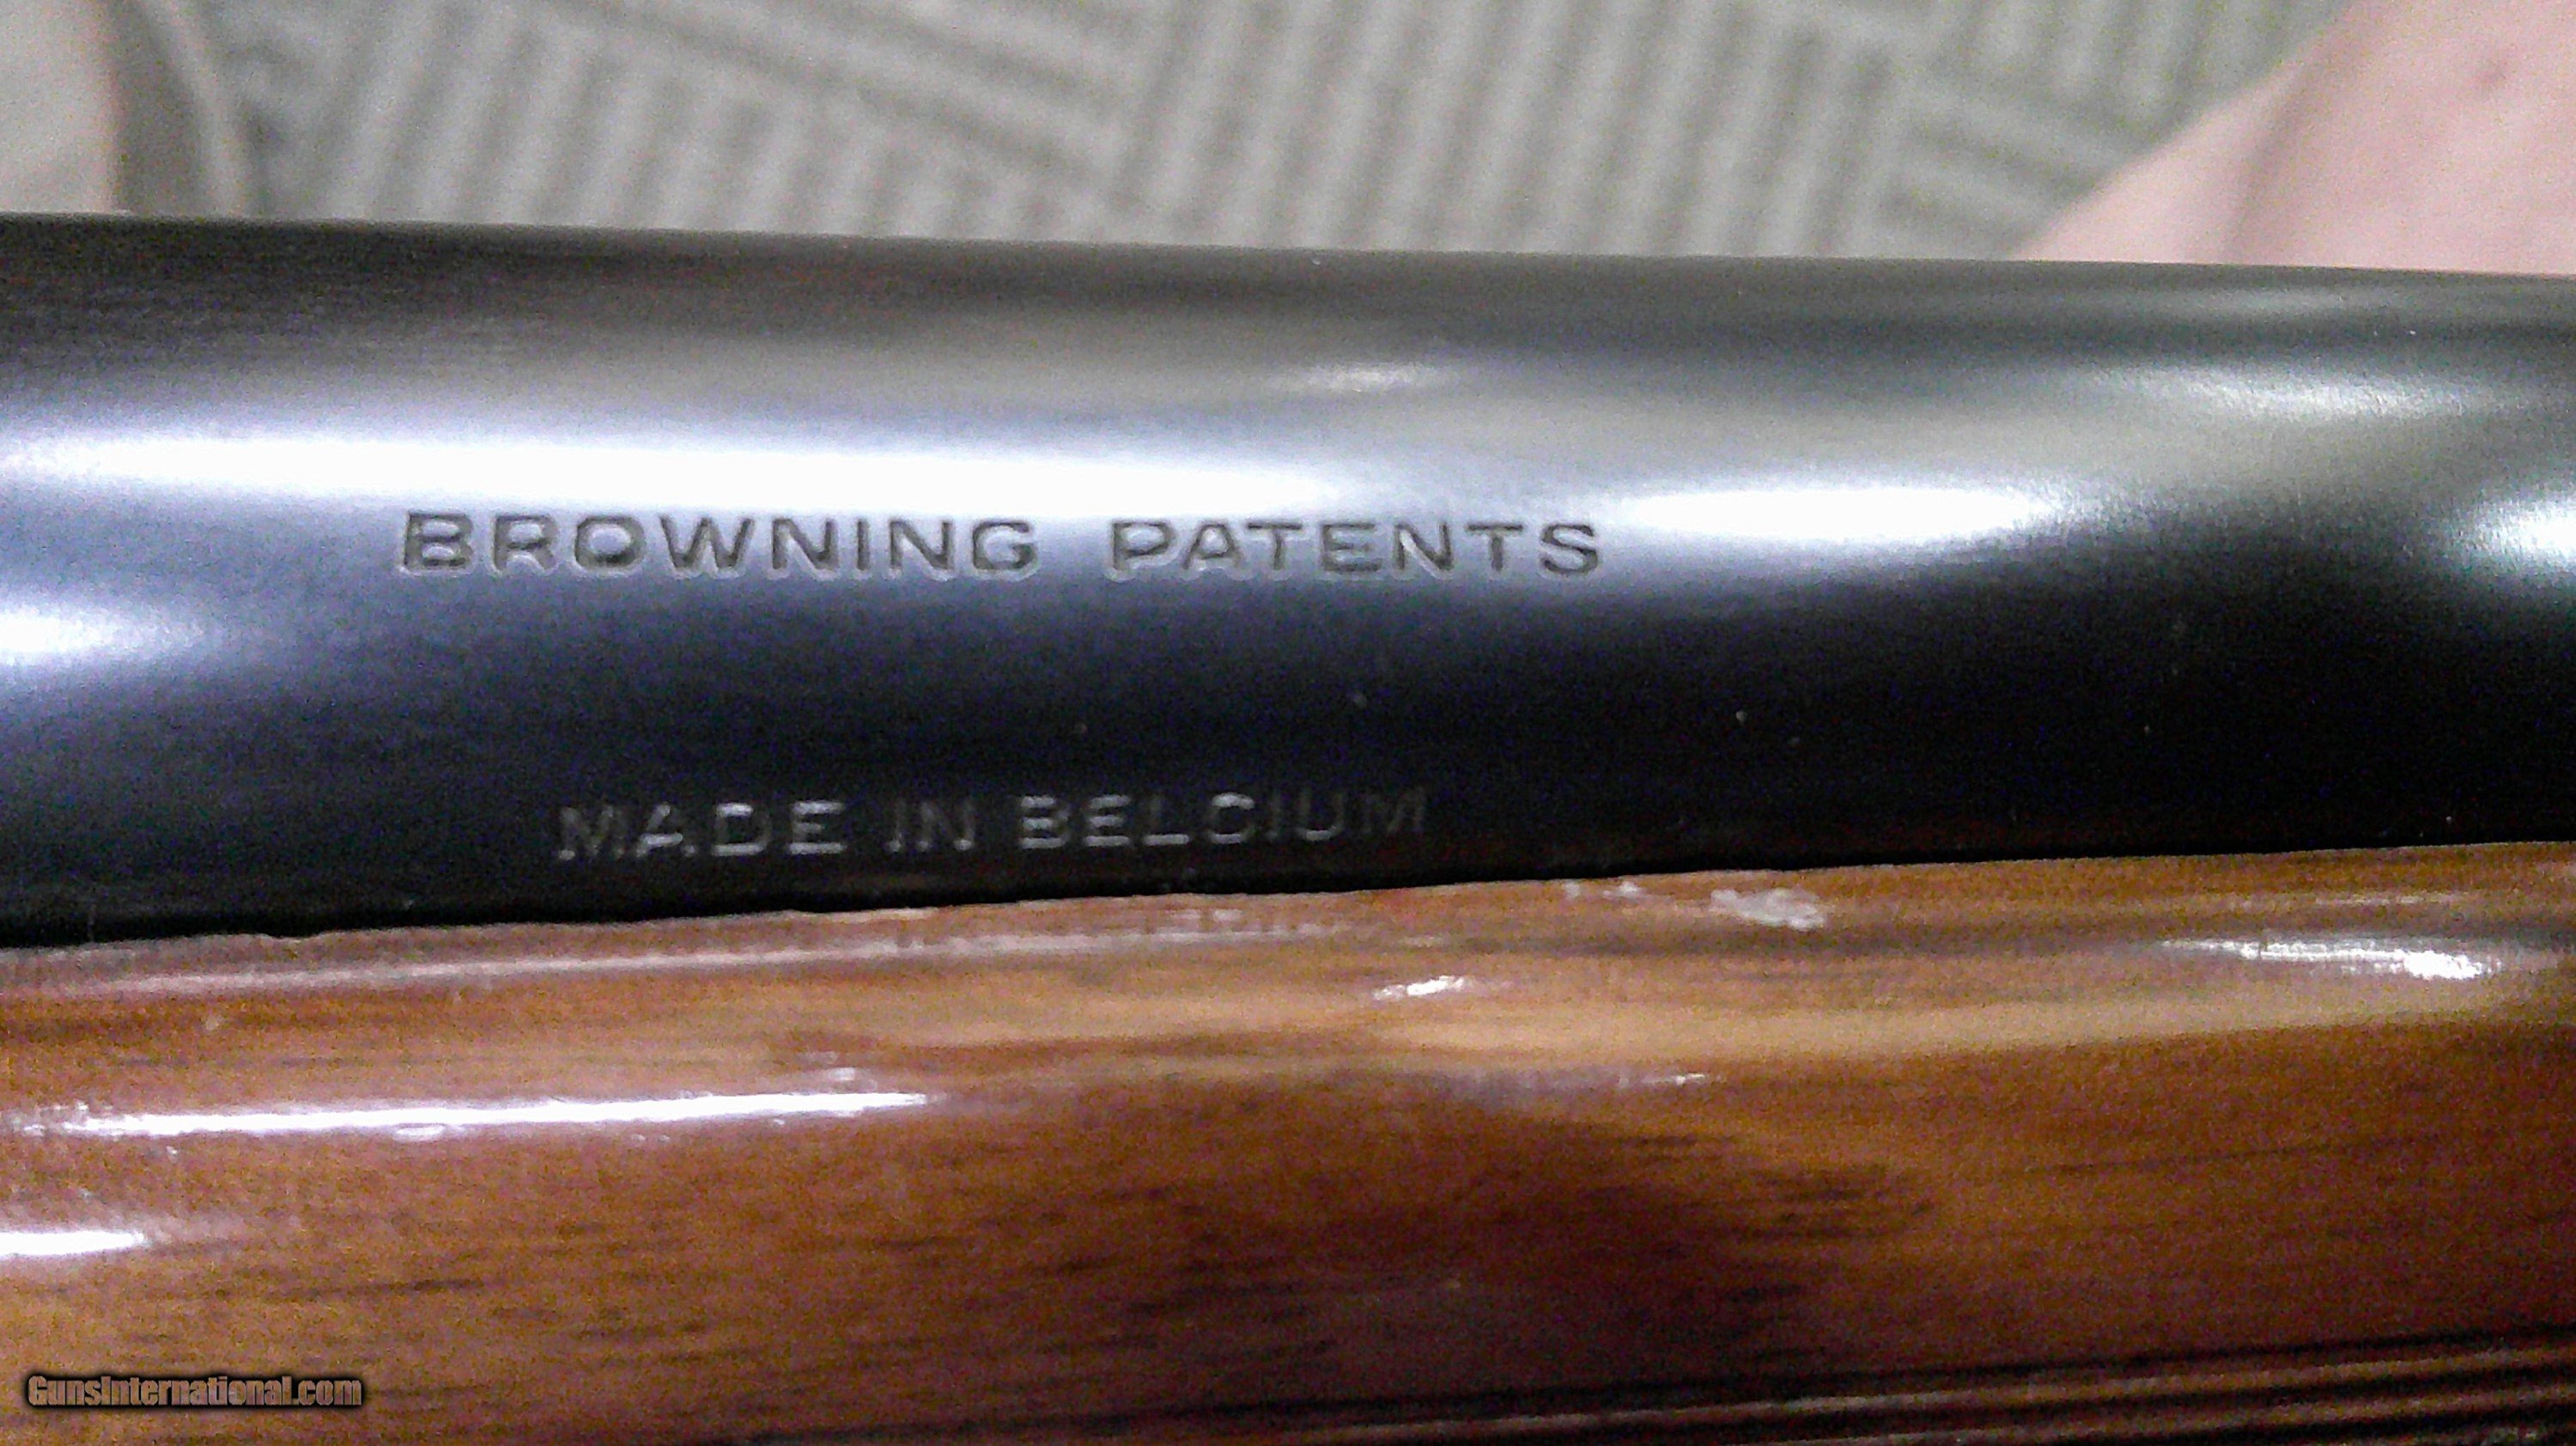 BROWNING PATENTS
MADE IN BELGIUM
GunsInternational.com